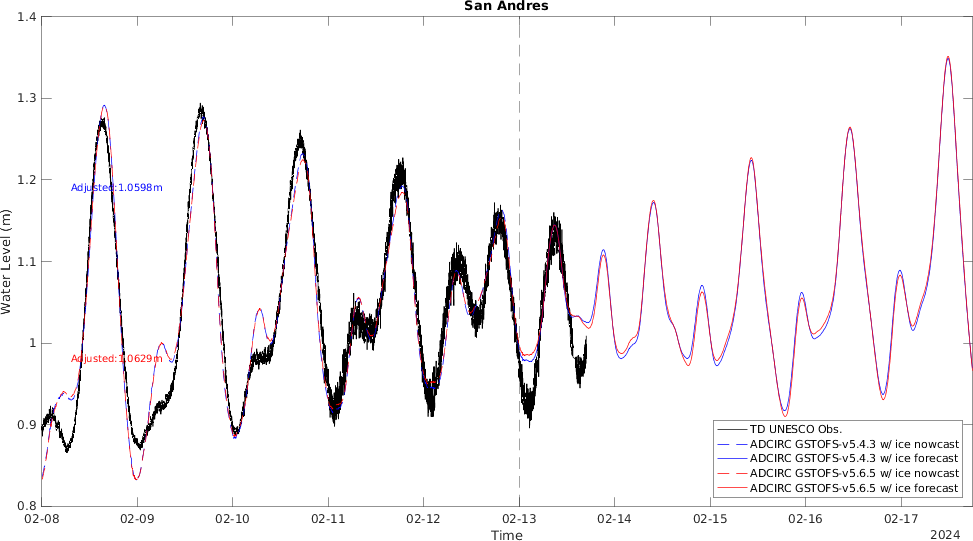 San Andres
1.4
1.3
1.2
1.1
1
0.9
0.8
Water Level (m)
Adjusted:1.0598m
Adjusted:1.0629m
TD UNESCO Obs.
ADCIRC GSTOFS-v5.4.3 w/ ice nowcast
ADCIRC GSTOFS-v5.4.3 w/ ice forecast
ADCIRC GSTOFS-v5.6.5 w/ ice nowcast
ADCIRC GSTOFS-v5.6.5 w/ ice forecast
02-08 02-09 02-10 02-11 02-12 02-13 02-14 02-15 02-16 02-17
Time
2024